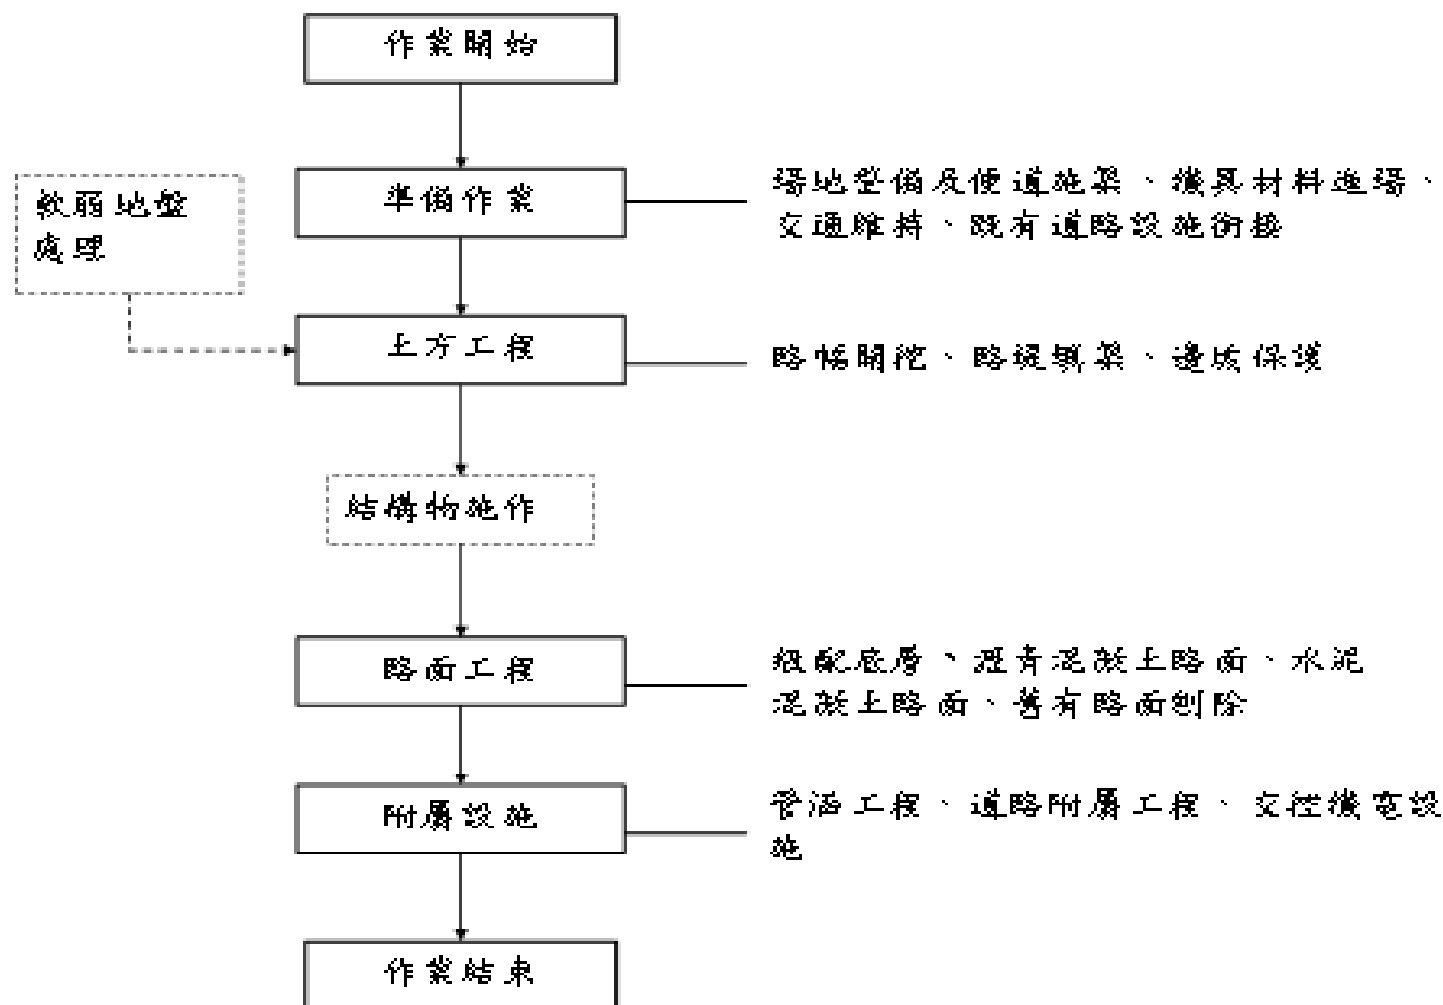 作業開始
準備作業
場地整備及便道施築、機具材料進場、
交通維持、既有道路設施銜接
軟弱地盤
處理
土方工程
路幅開挖、路堤填築、邊坡保護
結構物施作
路面工程
級配底層、瀝青混凝土路面、水泥
混凝土路面、舊有路面刨除
附屬設施
管涵工程、道路附屬工程、交控機電設
施
作業結束